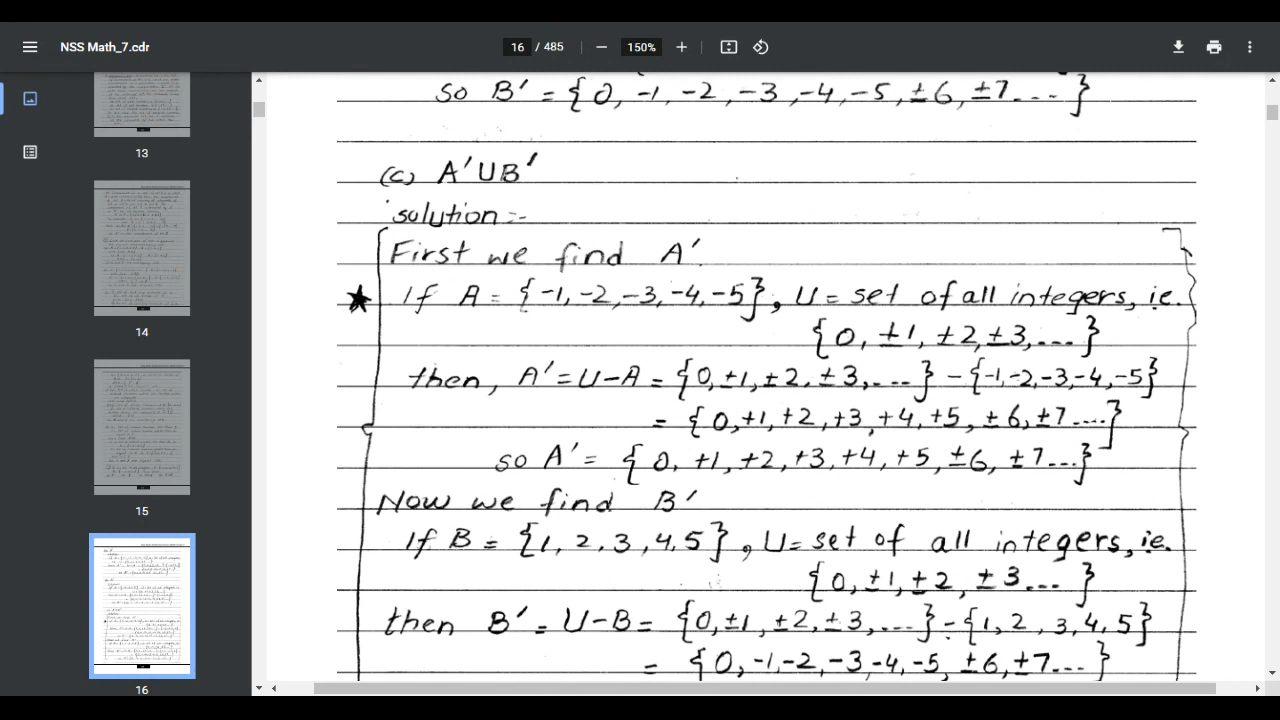 NSS Math_7.cdr
16 / 485
150%
13
14
15
16
so B' = {0, -1, -2, -3, -4, -5, ±6, ±7.... }
(c) A'UB'
solution :-
First we find A'.
If A = {-1, -2, -3, -4, -5}, U = set of all integers, i.e.
{0, ±1, ±2, ±3, .... }
then, A' = U-A = {0, ±1, ±2, ±3, .... } - {-1, -2, -3, -4, -5}
= {0, +1, +2, +3, +4, +5, ±6, ±7.....}
so A' = {0, +1, +2, +3, +4, +5, ±6, ±7....}
Now we find B'
If B = {1, 2, 3, 4, 5}, U = set of all integers, i.e.
{0, ±1, ±2, ±3.... }
then B' = U-B = {0, ±1, ±2, ±3, ....} - {1, 2 3, 4, 5}
= {0, -1, -2, -3 -4, -5, ±6, ±7... }